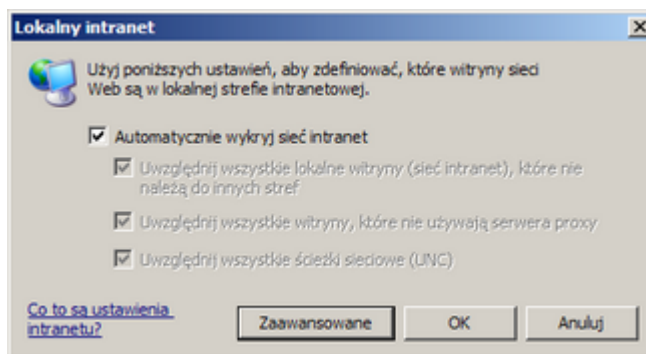 Lokalny intranet
Użyj poniższych ustawień, aby zdefiniować, które witryny sieci
Web są w lokalnej strefie intranetowej.
Automatycznie wykryj sieć intranet
Uwzględnij wszystkie lokalne witryny (sieć intranet), które nie
należą do innych stref
Uwzględnij wszystkie witryny, które nie używają serwera proxy
Uwzględnij wszystkie ścieżki sieciowe (UNC)
Co to są ustawienia
intranetu?
Zaawansowane
OK
Anuluj